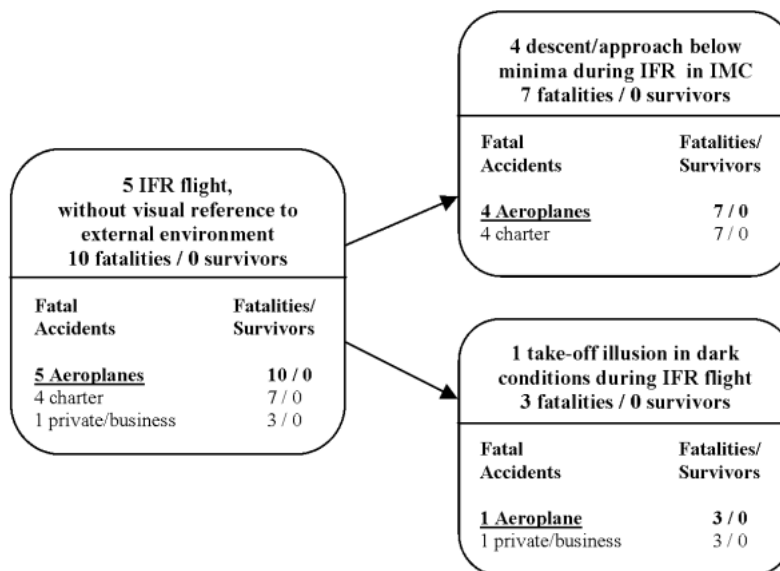 5 IFR flight,
without visual reference to
external environment
10 fatalities / 0 survivors
Fatal Fatalities/
Accidents Survivors
5 Aeroplanes 10 / 0
4 charter 7 / 0
1 private/business 3 / 0
4 descent/approach below
minima during IFR in IMC
7 fatalities / 0 survivors
Fatal Fatalities/
Accidents Survivors
4 Aeroplanes 7 / 0
4 charter 7 / 0
1 take-off illusion in dark
conditions during IFR flight
3 fatalities / 0 survivors
Fatal Fatalities/
Accidents Survivors
1 Aeroplane 3 / 0
1 private/business 3 / 0